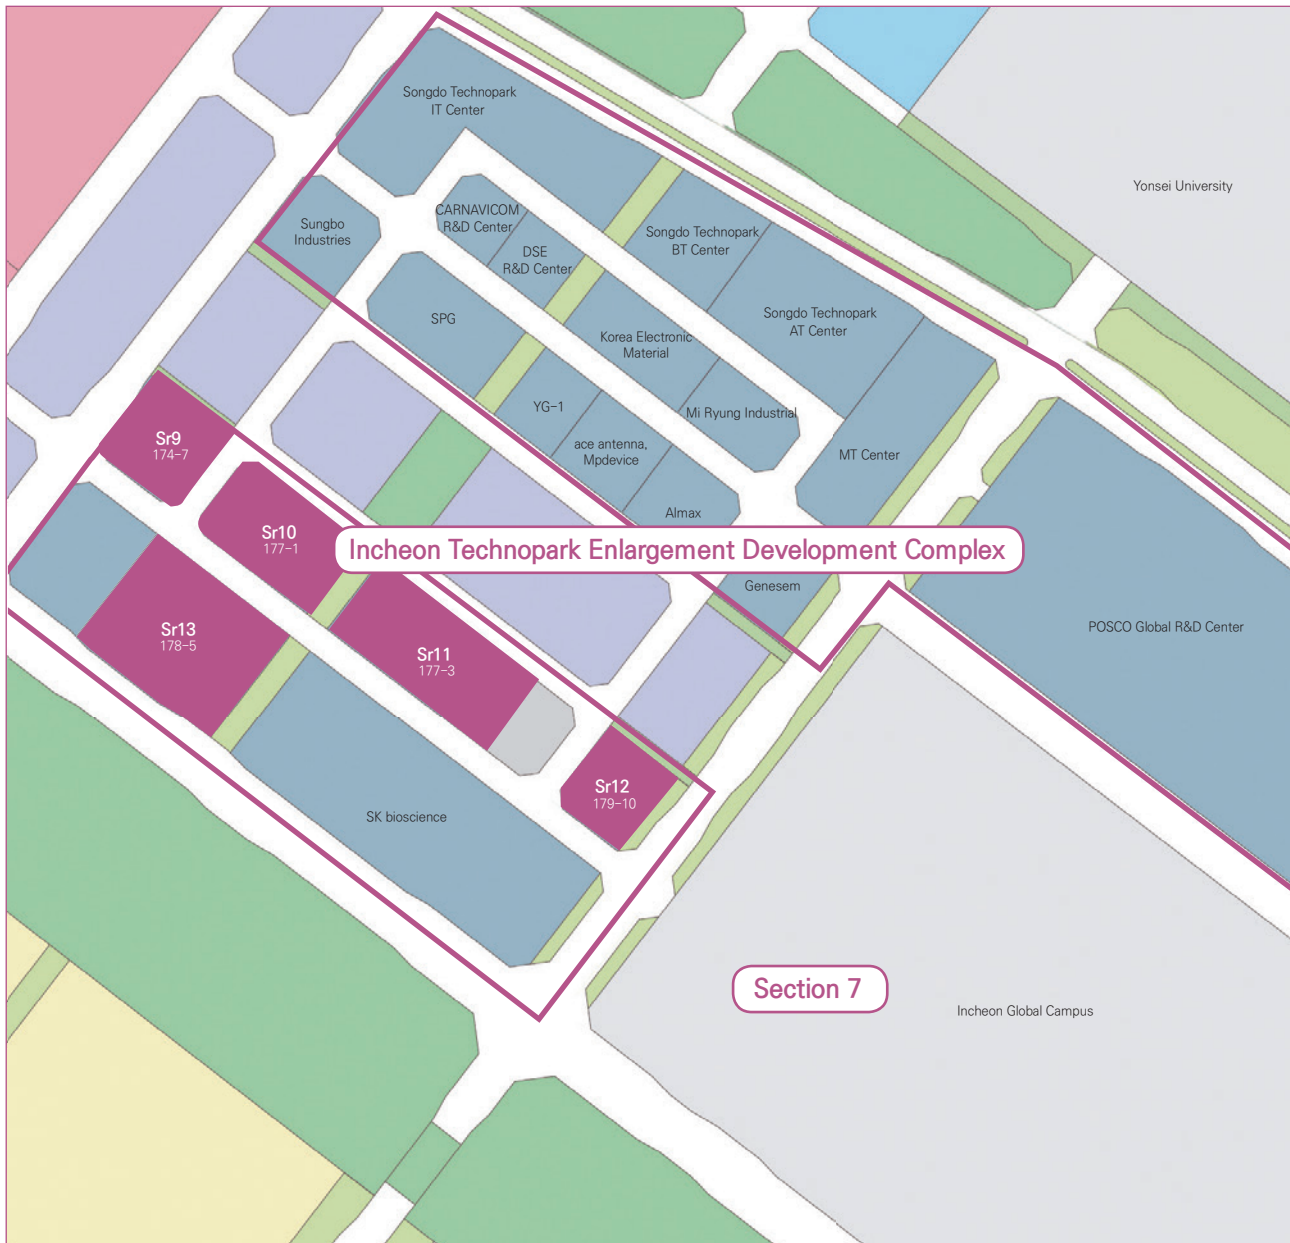 Songdo Technopark
IT Center
Yonsei University
CARNAVICOM
R&D Center
Sungbo
Industries
Songdo Technopark
BT Center
DSE
R&D Center
SPG
Songdo Technopark
AT Center
Korea Electronic
Material
YG-1
Mi Ryung Industrial
Sr9
174-7
ace antenna,
Mpdevice
MT Center
Almax
Sr10
177-1
Incheon Technopark Enlargement Development Complex
Genesem
POSCO Global R&D Center
Sr13
178-5
Sr11
177-3
Sr12
179-10
SK bioscience
Section 7
Incheon Global Campus